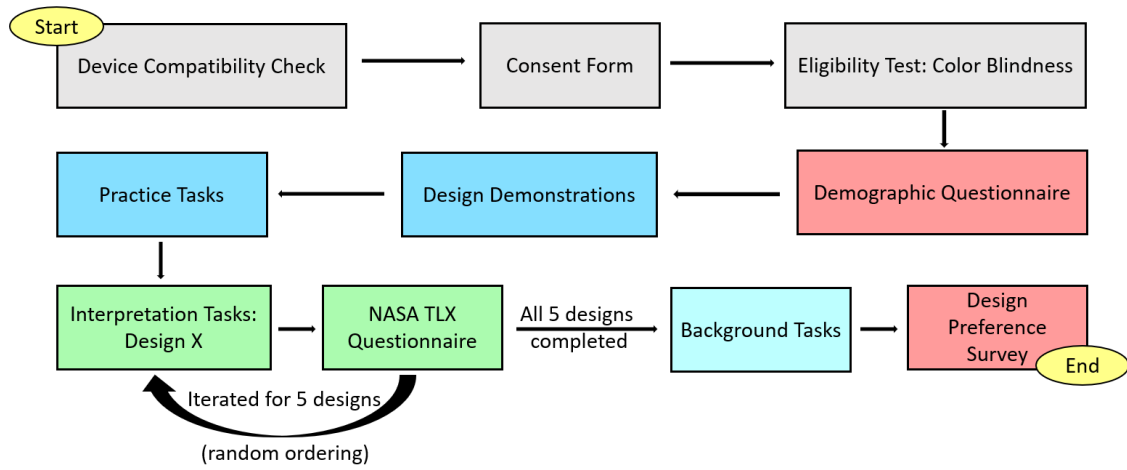 Start
Device Compatibility Check
Consent Form
Eligibility Test: Color Blindness
Demographic Questionnaire
Design Demonstrations
Practice Tasks
Interpretation Tasks:
Design X
NASA TLX
Questionnaire
All 5 designs
completed
Background Tasks
Design
Preference
Survey
End
Iterated for 5 designs
(random ordering)